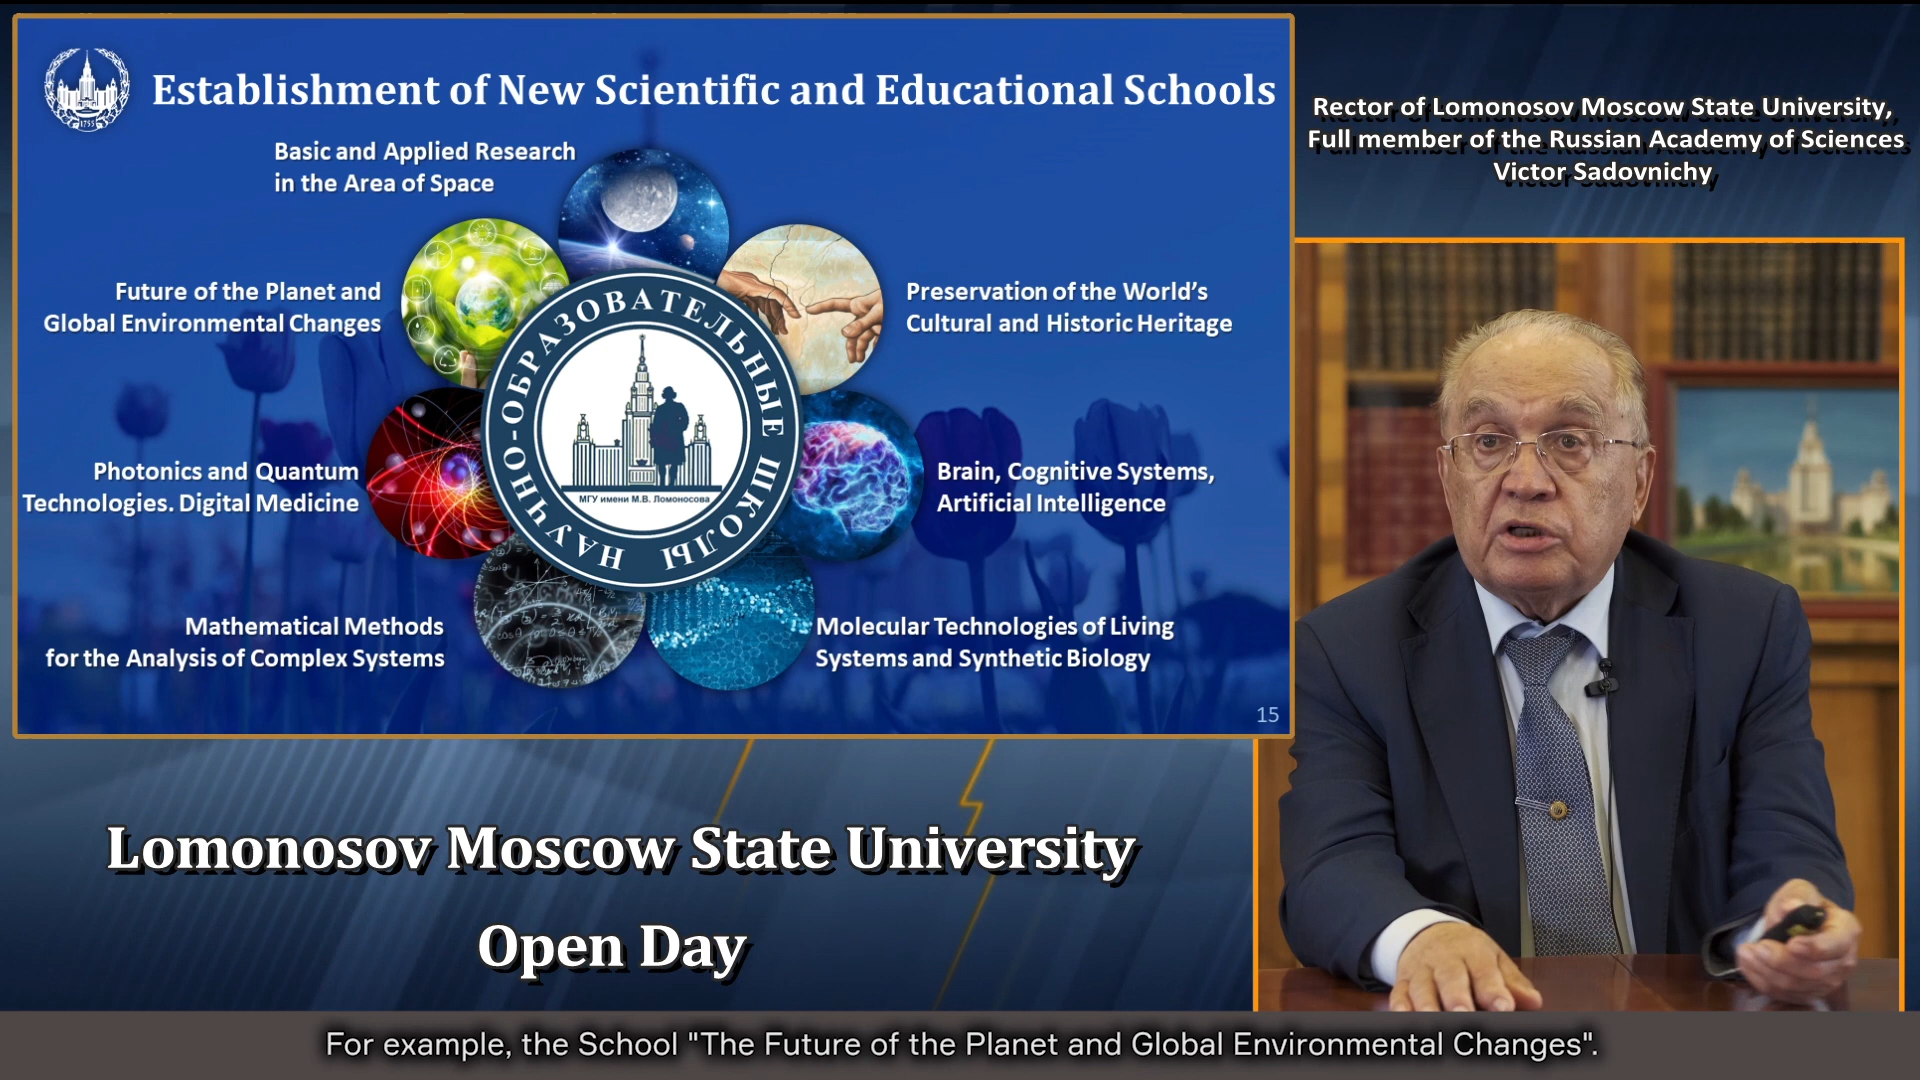 Establishment of New Scientific and Educational Schools
1755
Basic and Applied Research
in the Area of Space
Future of the Planet and
Global Environmental Changes
Preservation of the World's
Cultural and Historic Heritage
Photonics and Quantum
Technologies. Digital Medicine
Brain, Cognitive Systems,
Artificial Intelligence
Mathematical Methods
for the Analysis of Complex Systems
Molecular Technologies of Living
Systems and Synthetic Biology
НАУЧНО-ОБРАЗОВАТЕЛЬНЫЕ ШКОЛЫ
МГУ имени М.В. Ломоносова
15
Rector of Lomonosov Moscow State University,
Full member of the Russian Academy of Sciences
Victor Sadovnichy
Lomonosov Moscow State University
Open Day
For example, the School "The Future of the Planet and Global Environmental Changes".